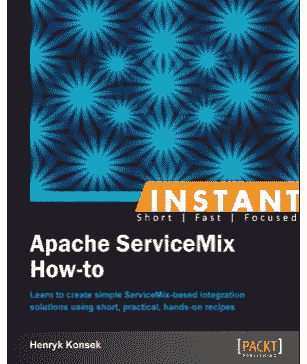 INSTANT
Short | Fast | Focused
Apache ServiceMix
How-to
Learn to create simple ServiceMix-based integration
solutions using short, practical, hands-on recipes
Henryk Konsek
[PACKT]
PUBLISHING